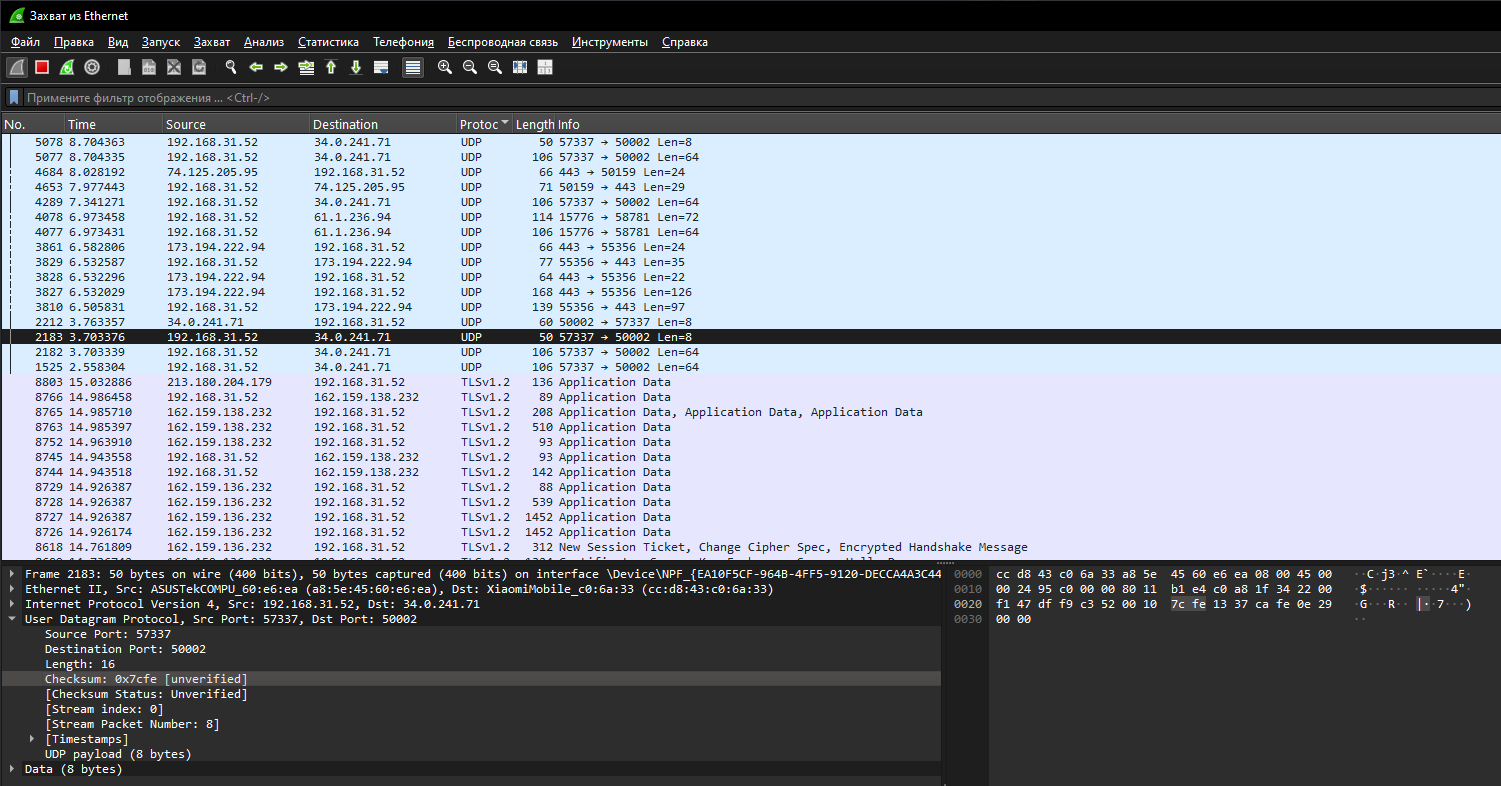 Захват из Ethernet
Файл Правка Вид Запуск Захват Анализ Статистика Телефония Беспроводная связь Инструменты Справка
Примените фильтр отображения ... <Ctrl-/>
No. Time Source Destination Protoc Length Info
5078 8.704363 192.168.31.52 34.0.241.71 UDP 50 57337 → 50002 Len=8
5077 8.704335 192.168.31.52 34.0.241.71 UDP 106 57337 → 50002 Len=64
4684 8.028192 74.125.205.95 192.168.31.52 UDP 66 443 → 50159 Len=24
4653 7.977443 192.168.31.52 74.125.205.95 UDP 71 50159 → 443 Len=29
4289 7.341271 192.168.31.52 34.0.241.71 UDP 106 57337 → 50002 Len=64
4078 6.973458 192.168.31.52 61.1.236.94 UDP 114 15776 → 58781 Len=72
4077 6.973431 192.168.31.52 61.1.236.94 UDP 106 15776 → 58781 Len=64
3861 6.582806 173.194.222.94 192.168.31.52 UDP 66 443 → 55356 Len=24
3829 6.532587 192.168.31.52 173.194.222.94 UDP 77 55356 → 443 Len=35
3828 6.532296 173.194.222.94 192.168.31.52 UDP 64 443 → 55356 Len=22
3827 6.532029 173.194.222.94 192.168.31.52 UDP 168 443 → 55356 Len=126
3810 6.505831 192.168.31.52 173.194.222.94 UDP 139 55356 → 443 Len=97
2212 3.763357 34.0.241.71 192.168.31.52 UDP 60 50002 → 57337 Len=8
2183 3.703376 192.168.31.52 34.0.241.71 UDP 50 57337 → 50002 Len=8
2182 3.703339 192.168.31.52 34.0.241.71 UDP 106 57337 → 50002 Len=64
1525 2.558304 192.168.31.52 34.0.241.71 UDP 106 57337 → 50002 Len=64
8803 15.032886 213.180.204.179 192.168.31.52 TLSv1.2 136 Application Data
8766 14.986458 192.168.31.52 162.159.138.232 TLSv1.2 89 Application Data
8765 14.985710 162.159.138.232 192.168.31.52 TLSv1.2 208 Application Data, Application Data, Application Data
8763 14.985397 162.159.138.232 192.168.31.52 TLSv1.2 510 Application Data
8752 14.963910 162.159.138.232 192.168.31.52 TLSv1.2 93 Application Data
8745 14.943558 192.168.31.52 162.159.138.232 TLSv1.2 93 Application Data
8744 14.943518 192.168.31.52 162.159.138.232 TLSv1.2 142 Application Data
8729 14.926387 162.159.136.232 192.168.31.52 TLSv1.2 88 Application Data
8728 14.926387 162.159.136.232 192.168.31.52 TLSv1.2 539 Application Data
8727 14.926387 162.159.136.232 192.168.31.52 TLSv1.2 1452 Application Data
8726 14.926174 162.159.136.232 192.168.31.52 TLSv1.2 1452 Application Data
8618 14.761809 162.159.136.232 192.168.31.52 TLSv1.2 312 New Session Ticket, Change Cipher Spec, Encrypted Handshake Message
Frame 2183: 50 bytes on wire (400 bits), 50 bytes captured (400 bits) on interface \Device\NPF_{EA10F5CF-964B-4FF5-9120-DECCA4A3C44
Ethernet II, Src: ASUSTekCOMPU_60:e6:ea (a8:5e:45:60:e6:ea), Dst: XiaomiMobile_c0:6a:33 (cc:d8:43:c0:6a:33)
Internet Protocol Version 4, Src: 192.168.31.52, Dst: 34.0.241.71
User Datagram Protocol, Src Port: 57337, Dst Port: 50002
Source Port: 57337
Destination Port: 50002
Length: 16
Checksum: 0x7cfe [unverified]
[Checksum Status: Unverified]
[Stream index: 0]
[Stream Packet Number: 8]
[Timestamps]
UDP payload (8 bytes)
Data (8 bytes)
0000 cc d8 43 c0 6a 33 a8 5e 45 60 e6 ea 08 00 45 00 ··C·j3·^ E`····E·
0010 00 24 95 c0 00 00 80 11 b1 e4 c0 a8 1f 34 22 00 ·$······ ·····4"·
0020 f1 47 df f9 c3 52 00 10 7c fe 13 37 ca fe 0e 29 ·G···R·· |··7···)
0030 00 00 ··